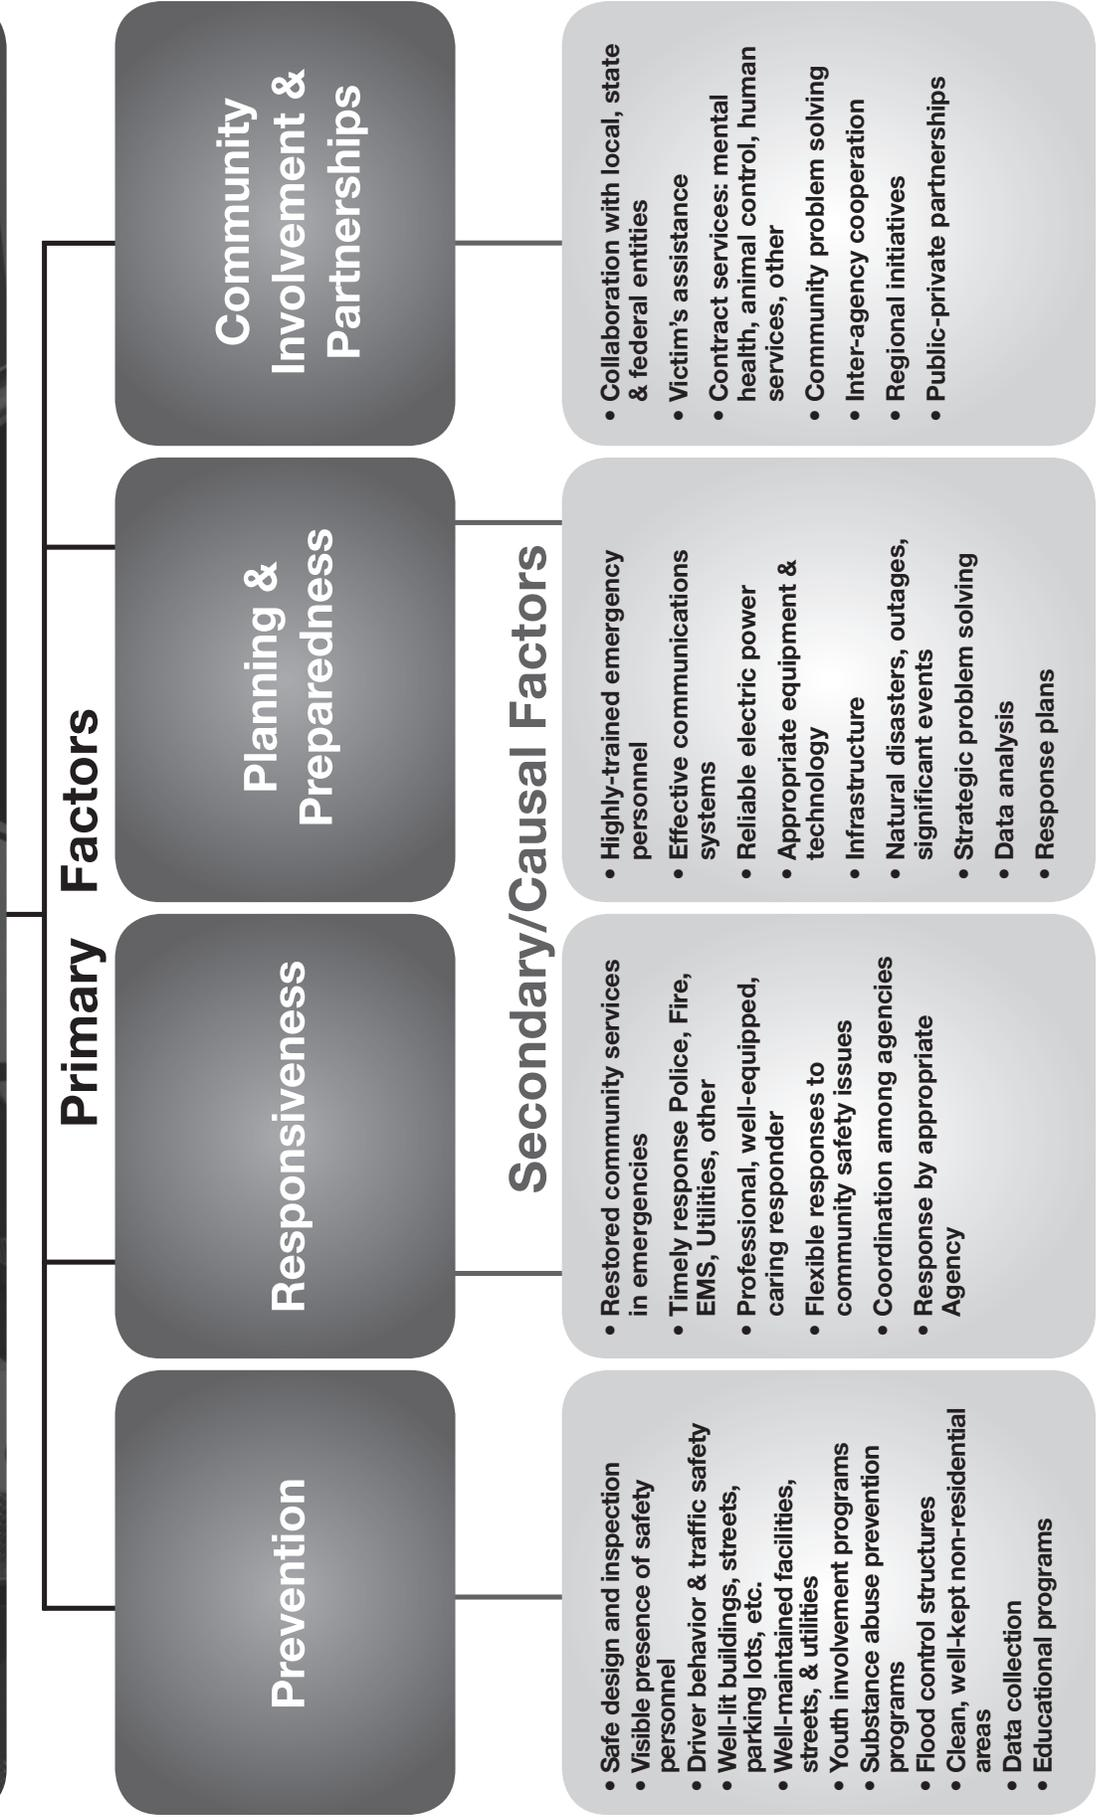 Primary Factors
Prevention
Responsiveness
Planning &
Preparedness
Community
Involvement &
Partnerships
Secondary/Causal Factors
• Safe design and inspection
• Visible presence of safety
personnel
• Driver behavior & traffic safety
• Well-lit buildings, streets,
parking lots, etc.
• Well-maintained facilities,
streets, & utilities
• Youth involvement programs
• Substance abuse prevention
programs
• Flood control structures
• Clean, well-kept non-residential
areas
• Data collection
• Educational programs
• Restored community services
in emergencies
• Timely response Police, Fire,
EMS, Utilities, other
• Professional, well-equipped,
caring responder
• Flexible responses to
community safety issues
• Coordination among agencies
• Response by appropriate
Agency
• Highly-trained emergency
personnel
• Effective communications
systems
• Reliable electric power
• Appropriate equipment &
technology
• Infrastructure
• Natural disasters, outages,
significant events
• Strategic problem solving
• Data analysis
• Response plans
• Collaboration with local, state
& federal entities
• Victim's assistance
• Contract services: mental
health, animal control, human
services, other
• Community problem solving
• Inter-agency cooperation
• Regional initiatives
• Public-private partnerships